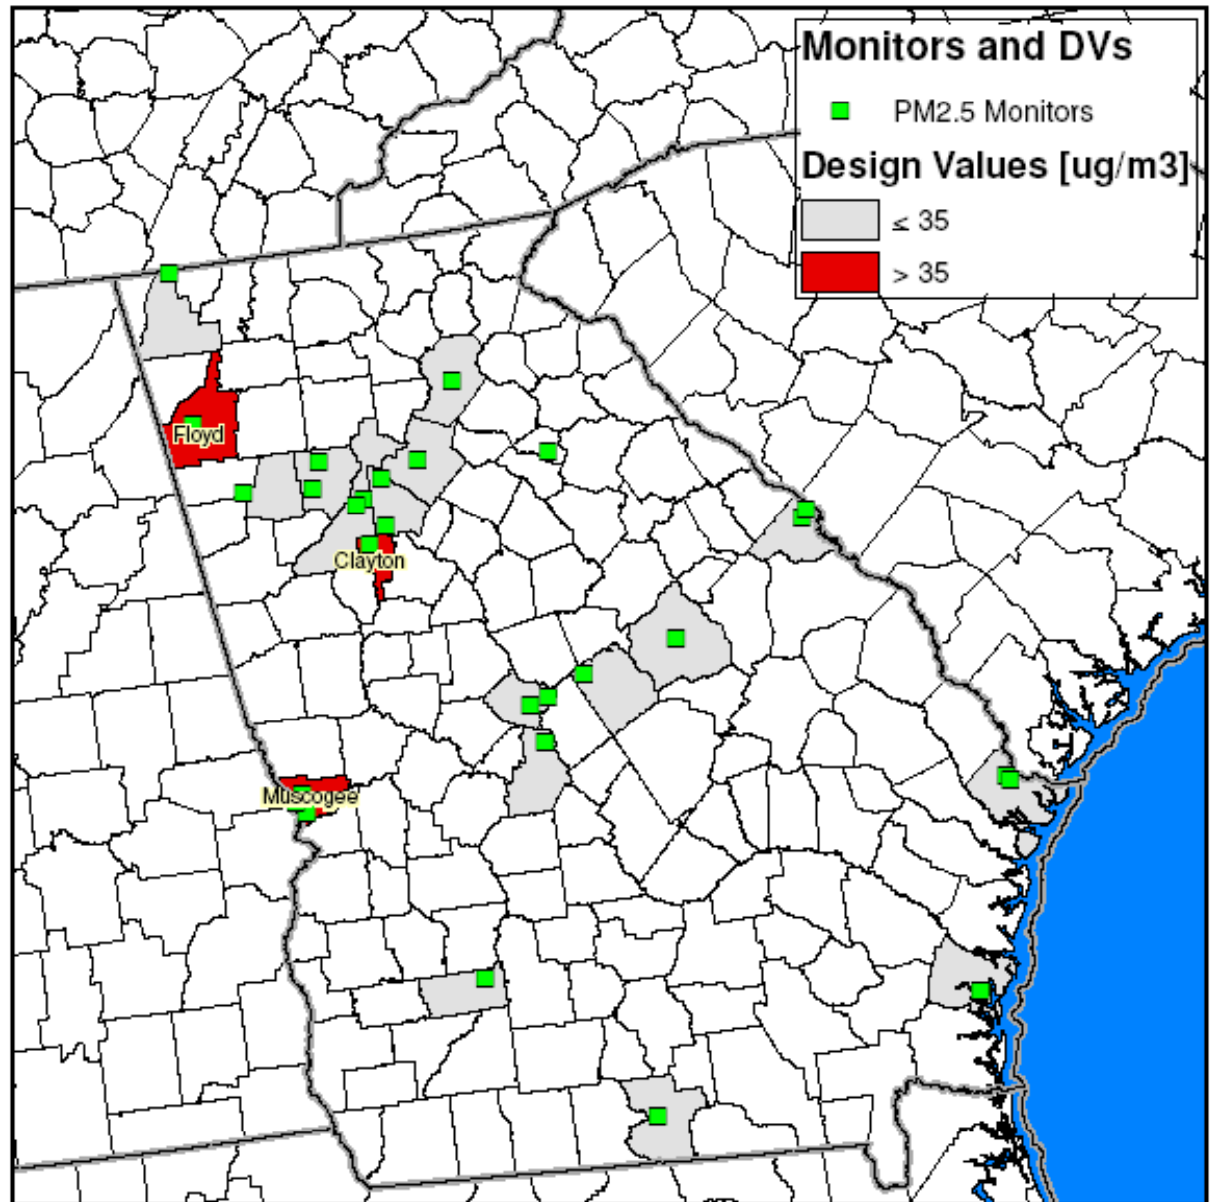 Monitors and DVs
PM2.5 Monitors
Design Values [ug/m3]
≤ 35
> 35
Floyd
Clayton
Muscogee